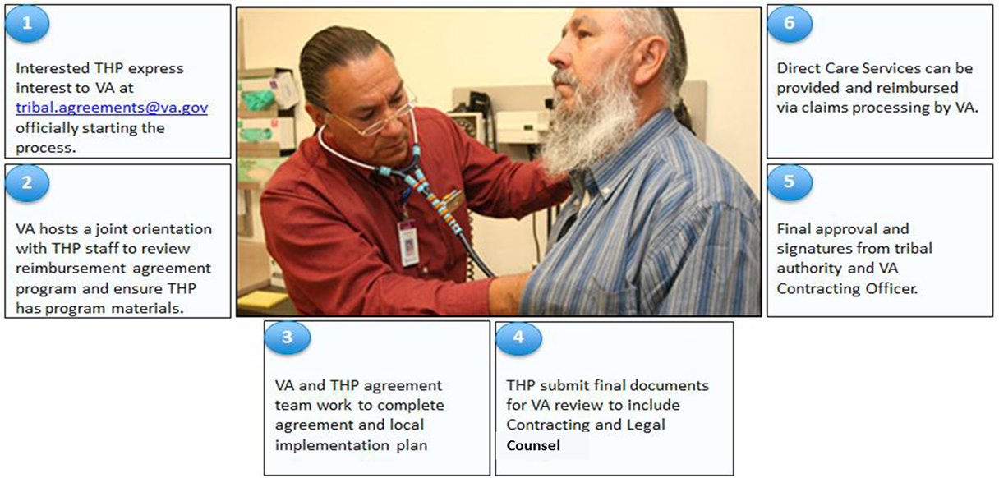 1
Interested THP express
interest to VA at
tribal.agreements@va.gov
officially starting the
process.
2
VA hosts a joint orientation
with THP staff to review
reimbursement agreement
program and ensure THP
has program materials.
3
VA and THP agreement
team work to complete
agreement and local
implementation plan
4
THP submit final documents
for VA review to include
Contracting and Legal
Counsel
5
Final approval and
signatures from tribal
authority and VA
Contracting Officer.
6
Direct Care Services can be
provided and reimbursed
via claims processing by VA.